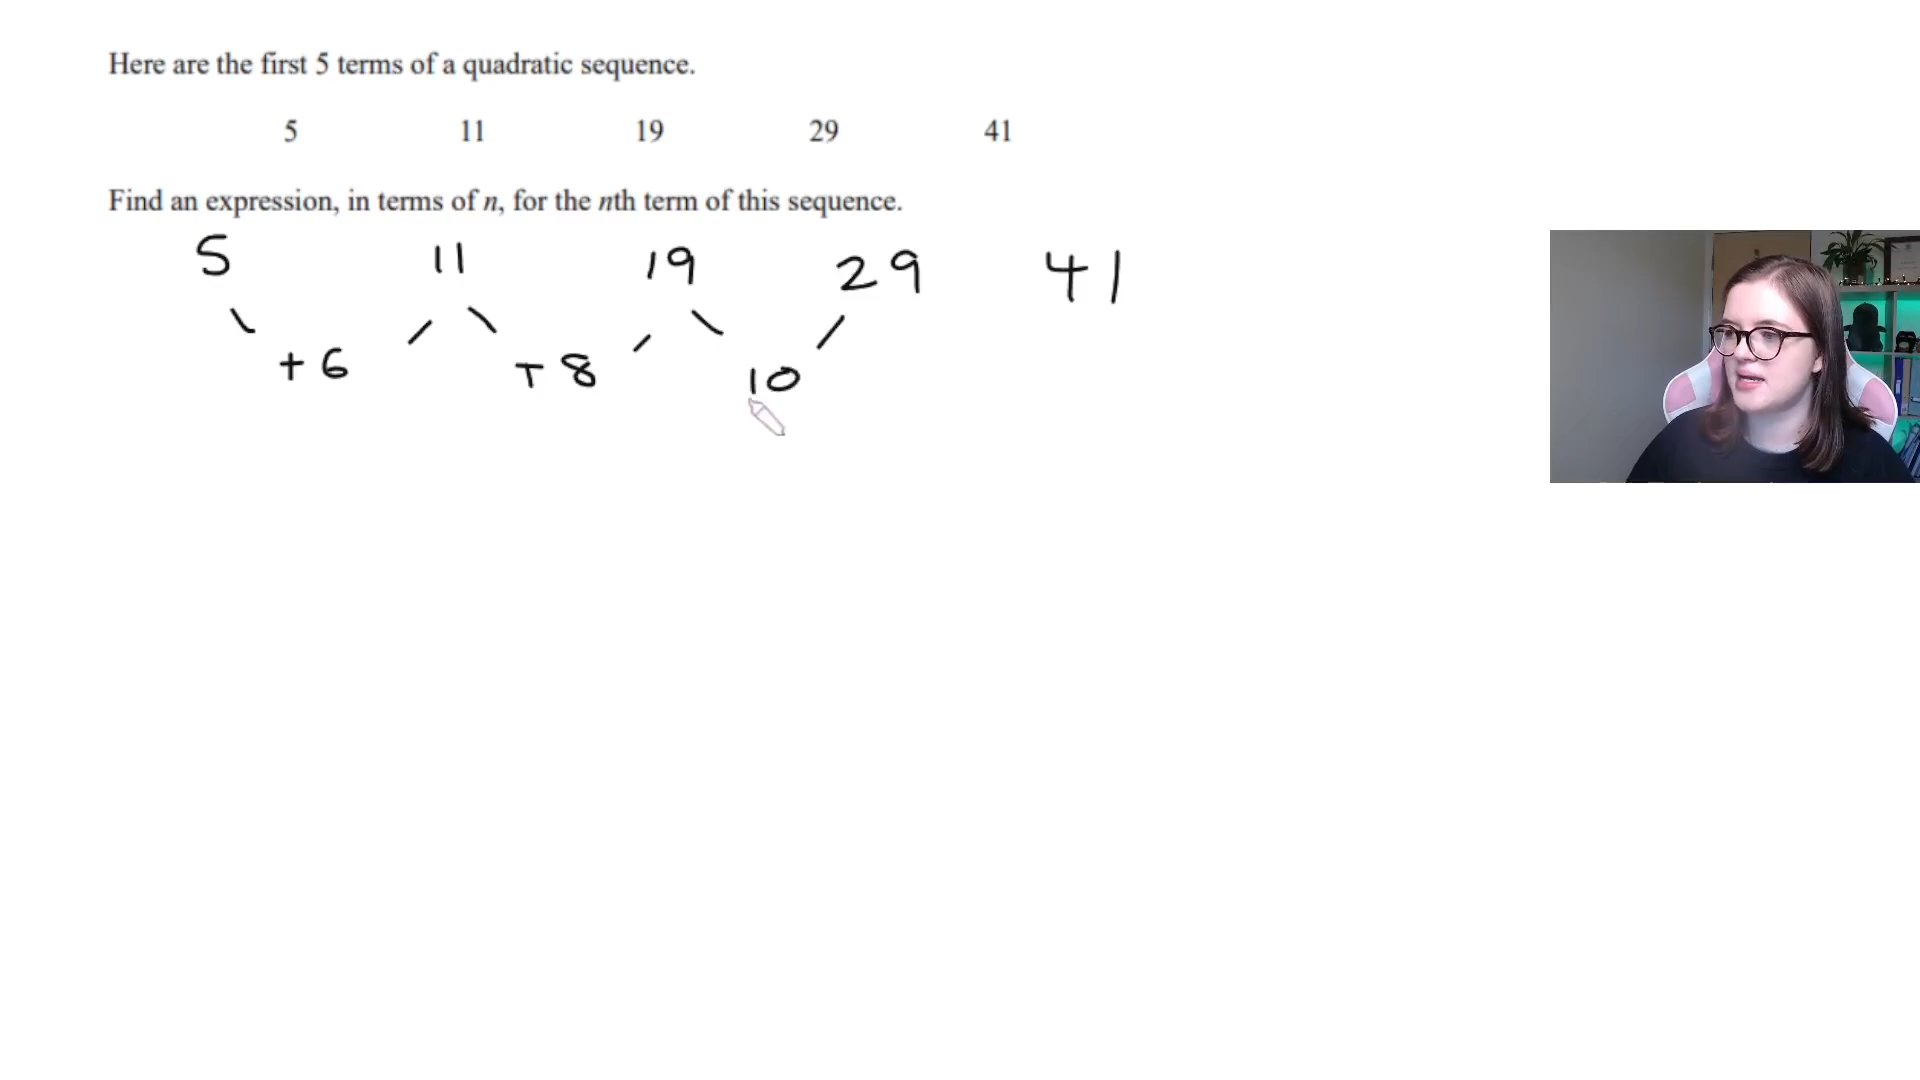 Here are the first 5 terms of a quadratic sequence.
5 11 19 29 41
Find an expression, in terms of n, for the nth term of this sequence.
5 11 19 29 41
+6 +8 10